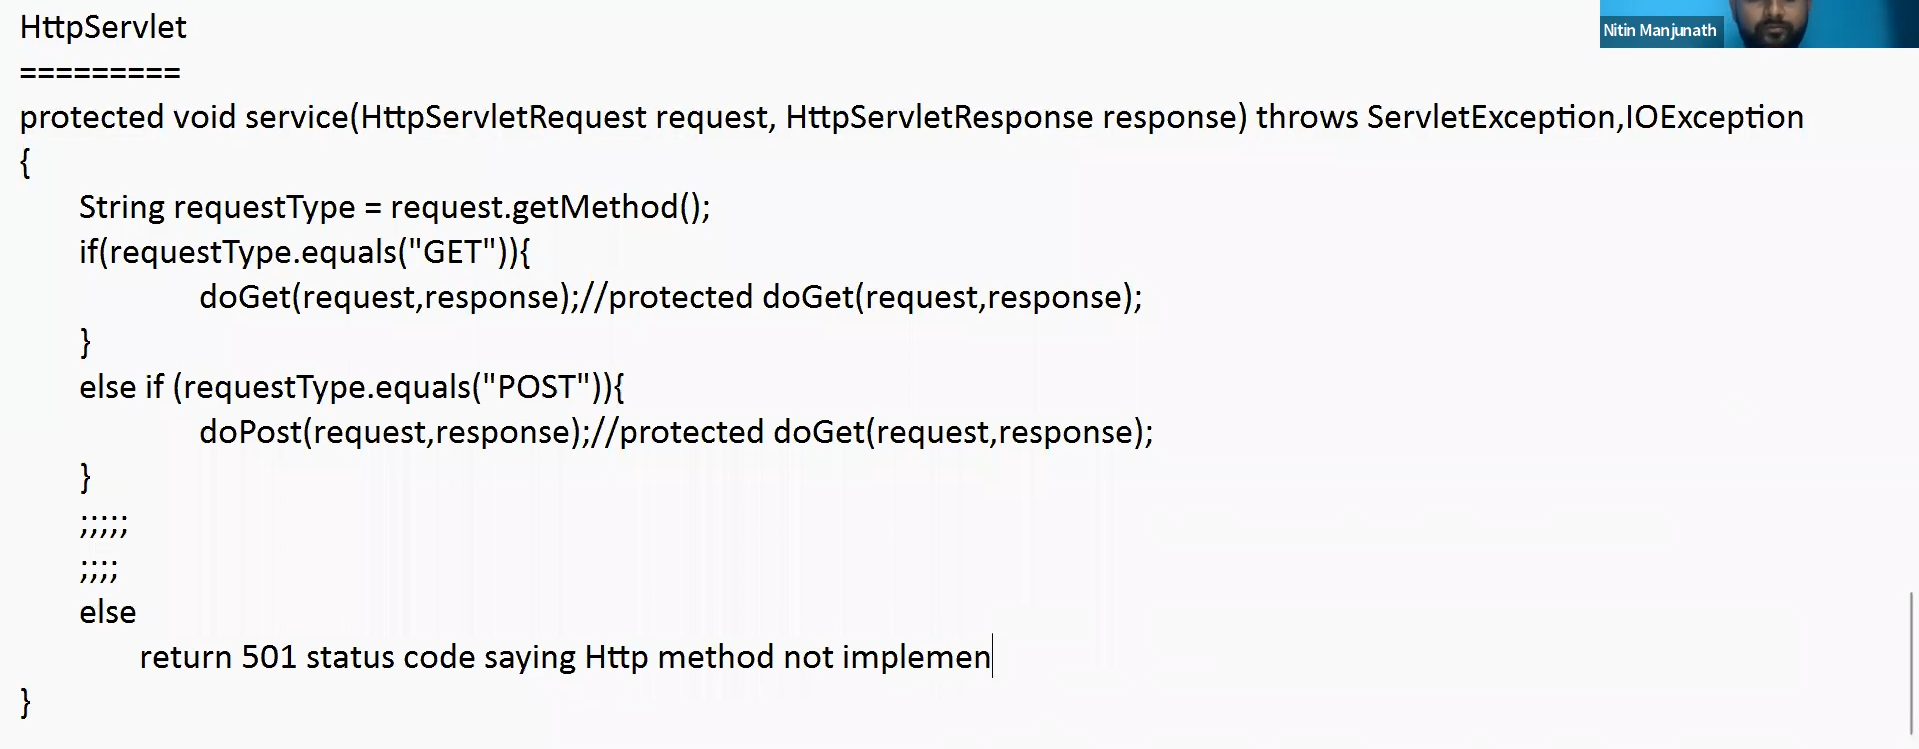 HttpServlet
=========
Nitin Manjunath
protected void service(HttpServletRequest request, HttpServletResponse response) throws ServletException,IOException
{
String requestType = request.getMethod();
if(requestType.equals("GET")){
doGet(request,response);//protected doGet(request,response);
}
else if (requestType.equals("POST")){
doPost(request,response);//protected doGet(request,response);
}
;;;;;
;;;;
else
return 501 status code saying Http method not implemen
}